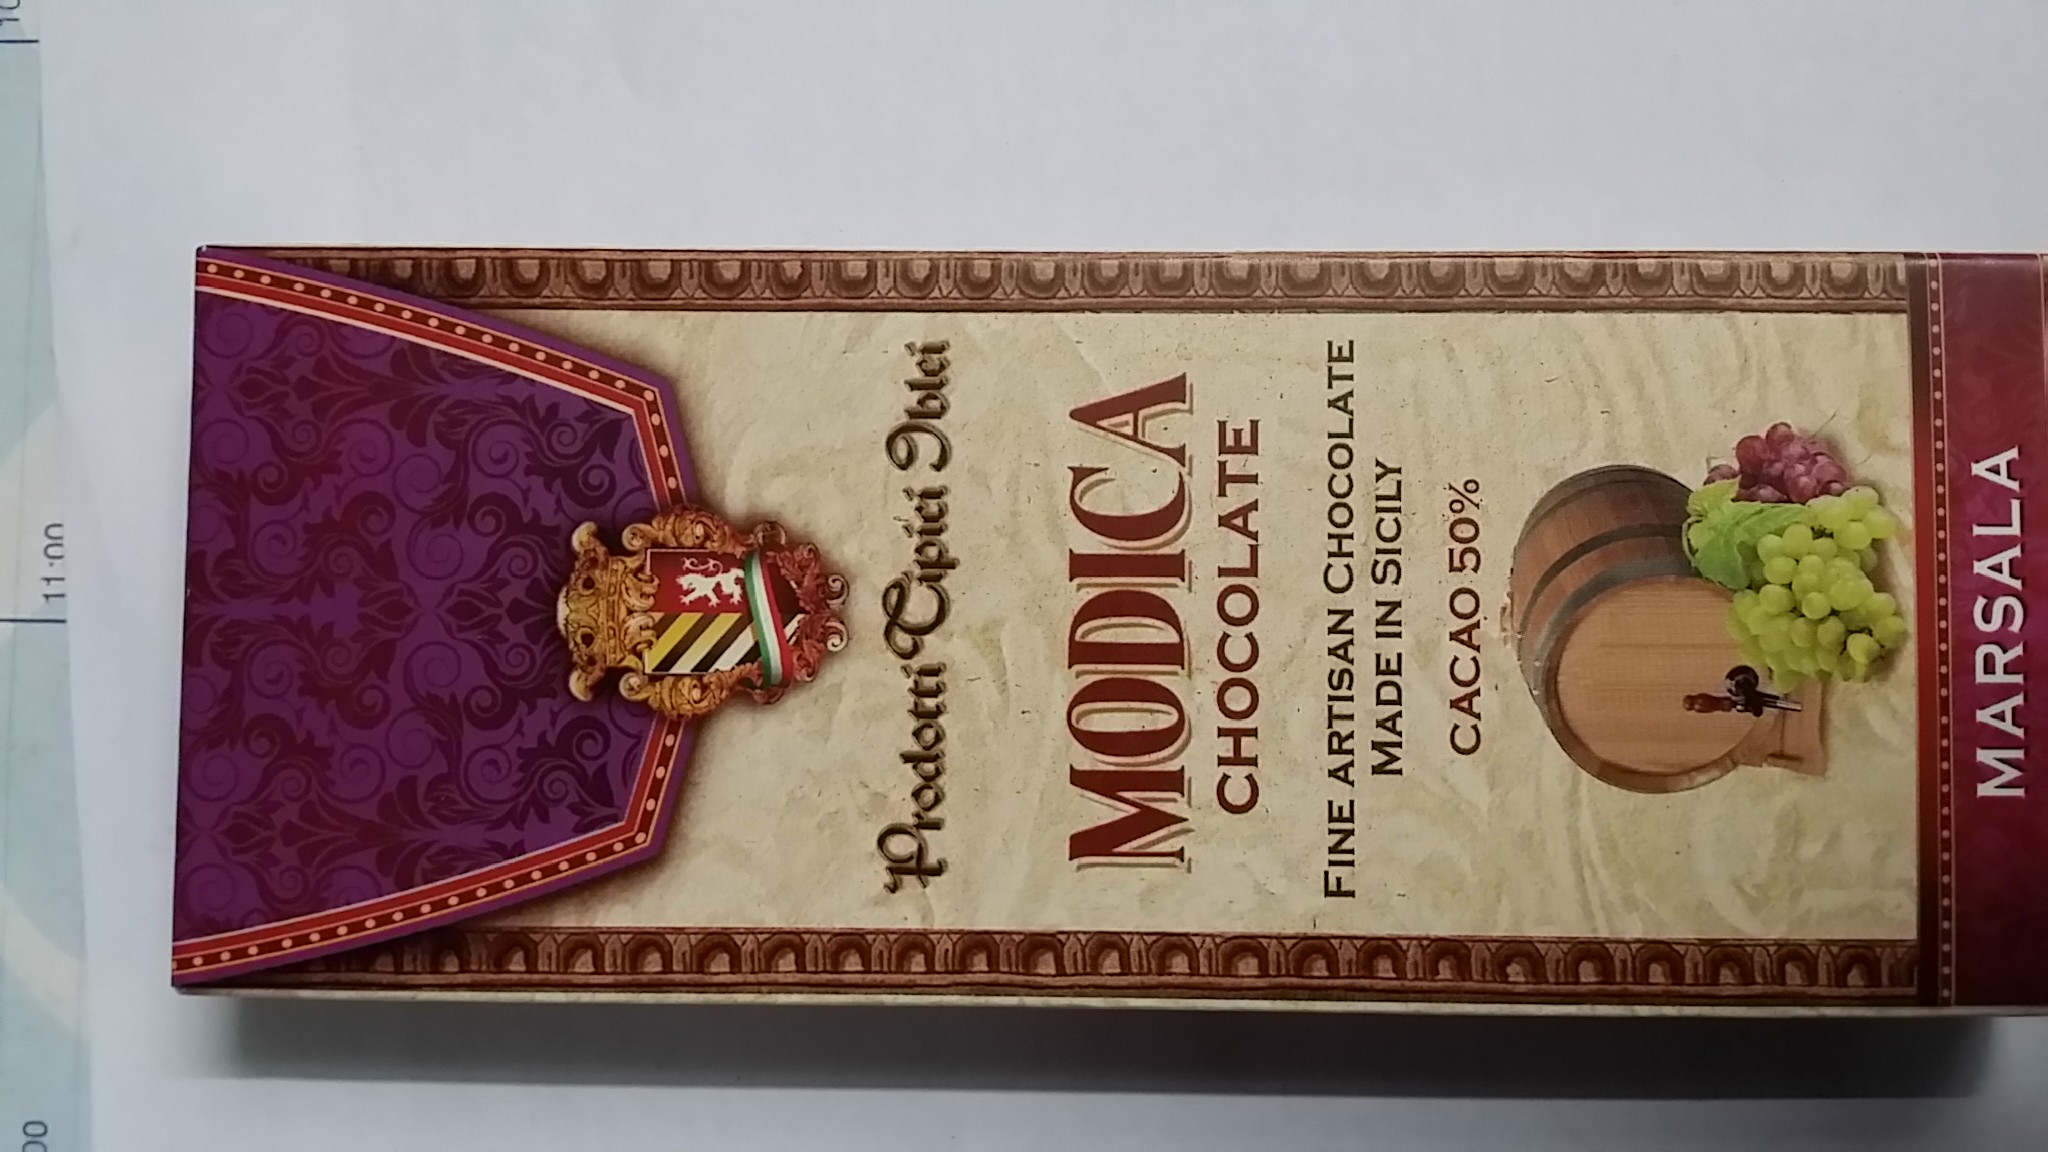 Prodotti Tipici Iblei
MODICA
CHOCOLATE
FINE ARTISAN CHOCOLATE
MADE IN SICILY
CACAO 50%
MARSALA
11:00